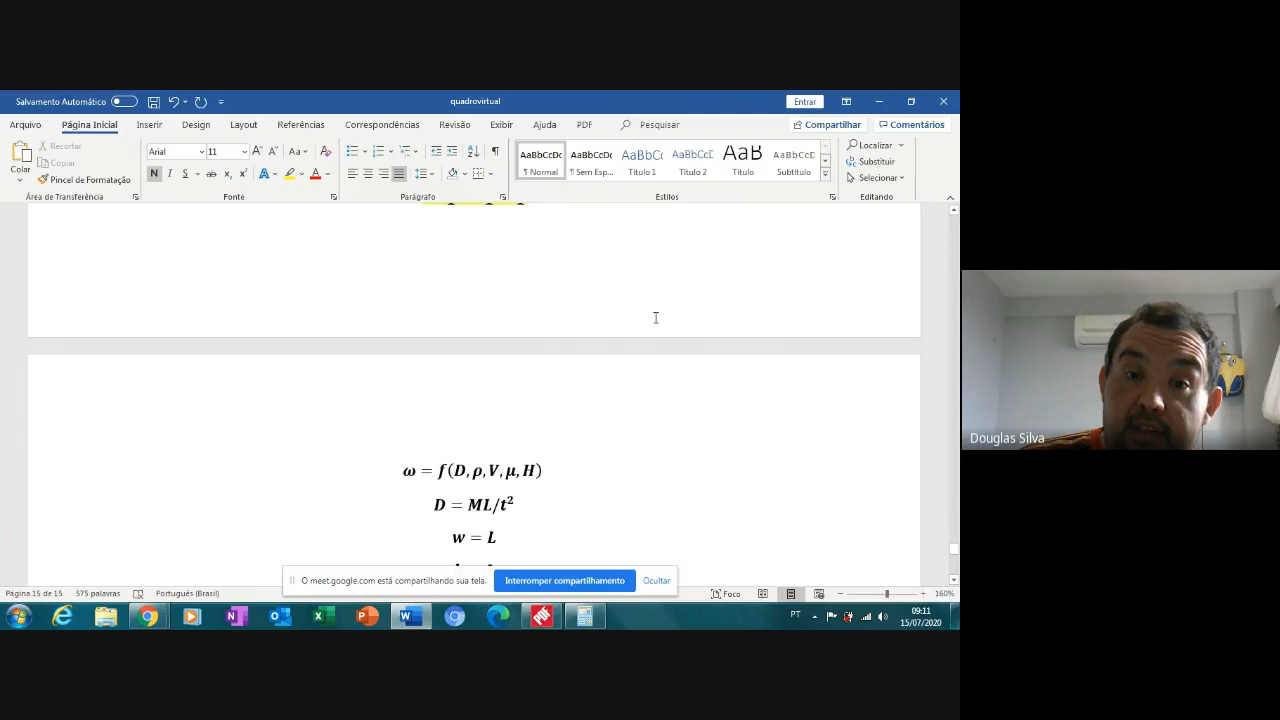 Salvamento Automático
quadrovirtual
Entrar
Arquivo Página Inicial Inserir Design Layout Referências Correspondências Revisão Exibir Ajuda PDF Pesquisar Compartilhar Comentários
Colar
Recortar
Copiar
Pincel de Formatação
Área de Transferência
Arial 11
Fonte
Parágrafo
AaBbCcDc AaBbCcDc AaBbCc AaBbCcD AaB AaBbCcD
¶ Normal ¶ Sem Esp... Título 1 Título 2 Título Subtítulo
Estilos
Localizar
Substituir
Selecionar
Editando
Douglas Silva
ω = f(D, ρ, V, μ, H)
D = ML/t²
w = L
O meet.google.com está compartilhando sua tela. Interromper compartilhamento Ocultar
Página 15 de 15 575 palavras Português (Brasil) Foco 160%
PT 09:11
15/07/2020